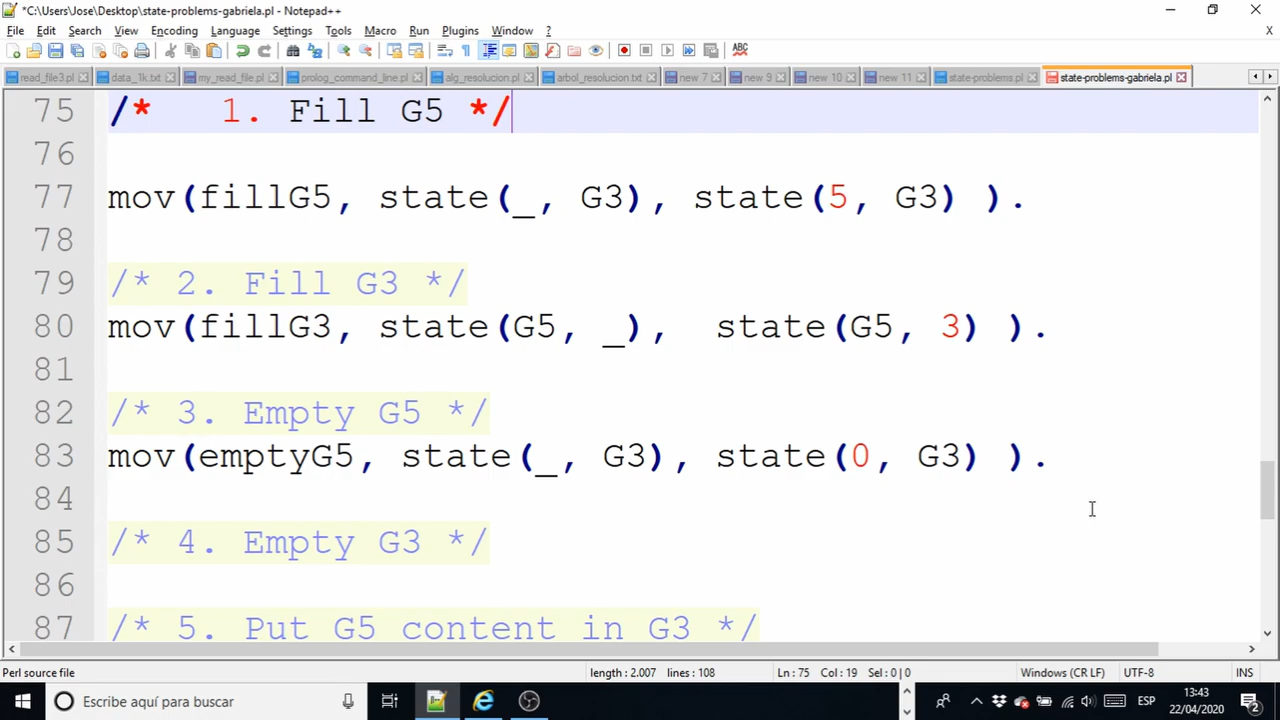 *C:\Users\Jose\Desktop\state-problems-gabriela.pl - Notepad++
File Edit Search View Encoding Language Settings Tools Macro Run Plugins Window ?
X
ABC
read_file3.pl data_1k.txt my_read_file.pl prolog_command_line.pl alg_resolucion.pl arbol_resolucion.txt new 7 new 9 new 10 new 11 state-problems.pl state-problems-gabriela.pl
75 /* 1. Fill G5 */
76
77 mov(fillG5, state(_, G3), state(5, G3) ).
78
79 /* 2. Fill G3 */
80 mov(fillG3, state(G5, _), state(G5, 3) ).
81
82 /* 3. Empty G5 */
83 mov(emptyG5, state(_, G3), state(0, G3) ).
84
85 /* 4. Empty G3 */
86
87 /* 5. Put G5 content in G3 */
Perl source file length : 2.007 lines : 108 Ln : 75 Col : 19 Sel : 0 | 0 Windows (CR LF) UTF-8 INS
Escribe aquí para buscar ESP 13:43
22/04/2020 2